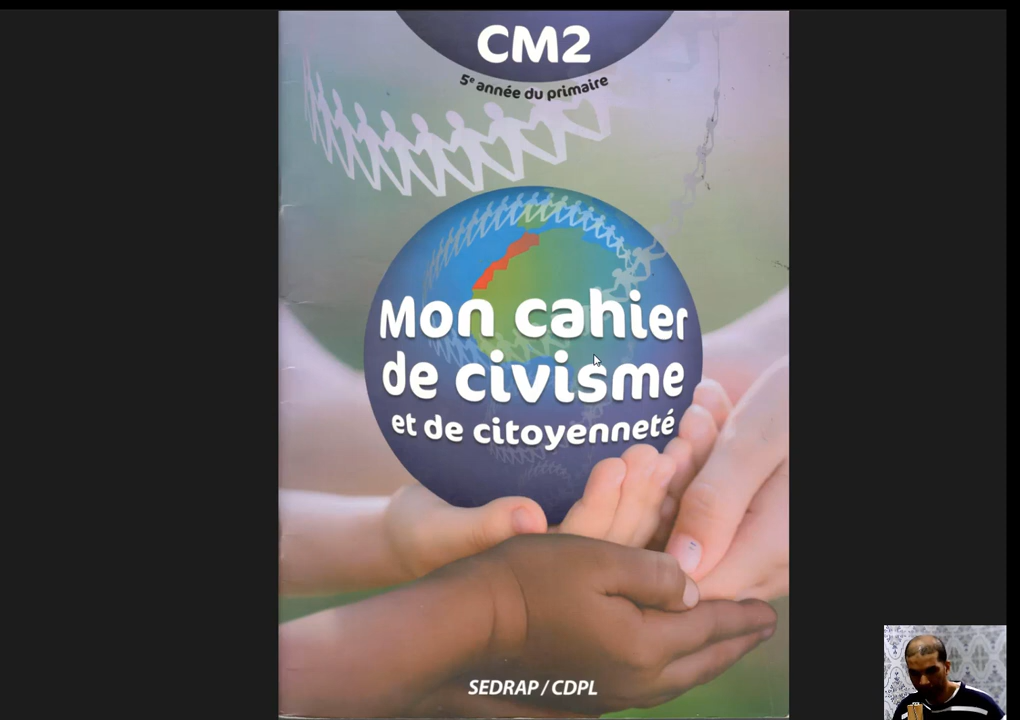 CM2
5e année du primaire
Mon cahier
de civisme
et de citoyenneté
SEDRAP / CDPL